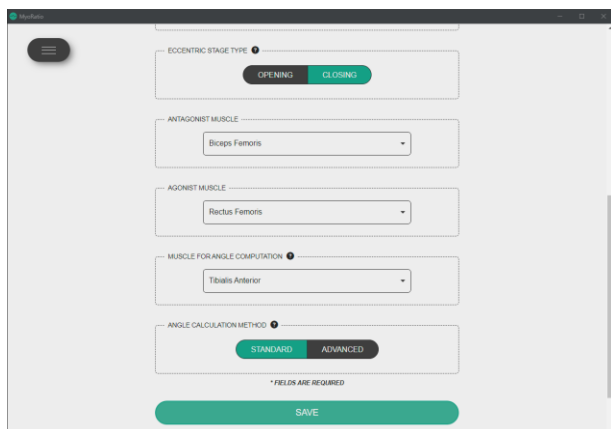 MyoRatio
ECCENTRIC STAGE TYPE ?
OPENING CLOSING
ANTAGONIST MUSCLE
Biceps Femoris
AGONIST MUSCLE
Rectus Femoris
MUSCLE FOR ANGLE COMPUTATION ?
Tibialis Anterior
ANGLE CALCULATION METHOD ?
STANDARD ADVANCED
* FIELDS ARE REQUIRED
SAVE